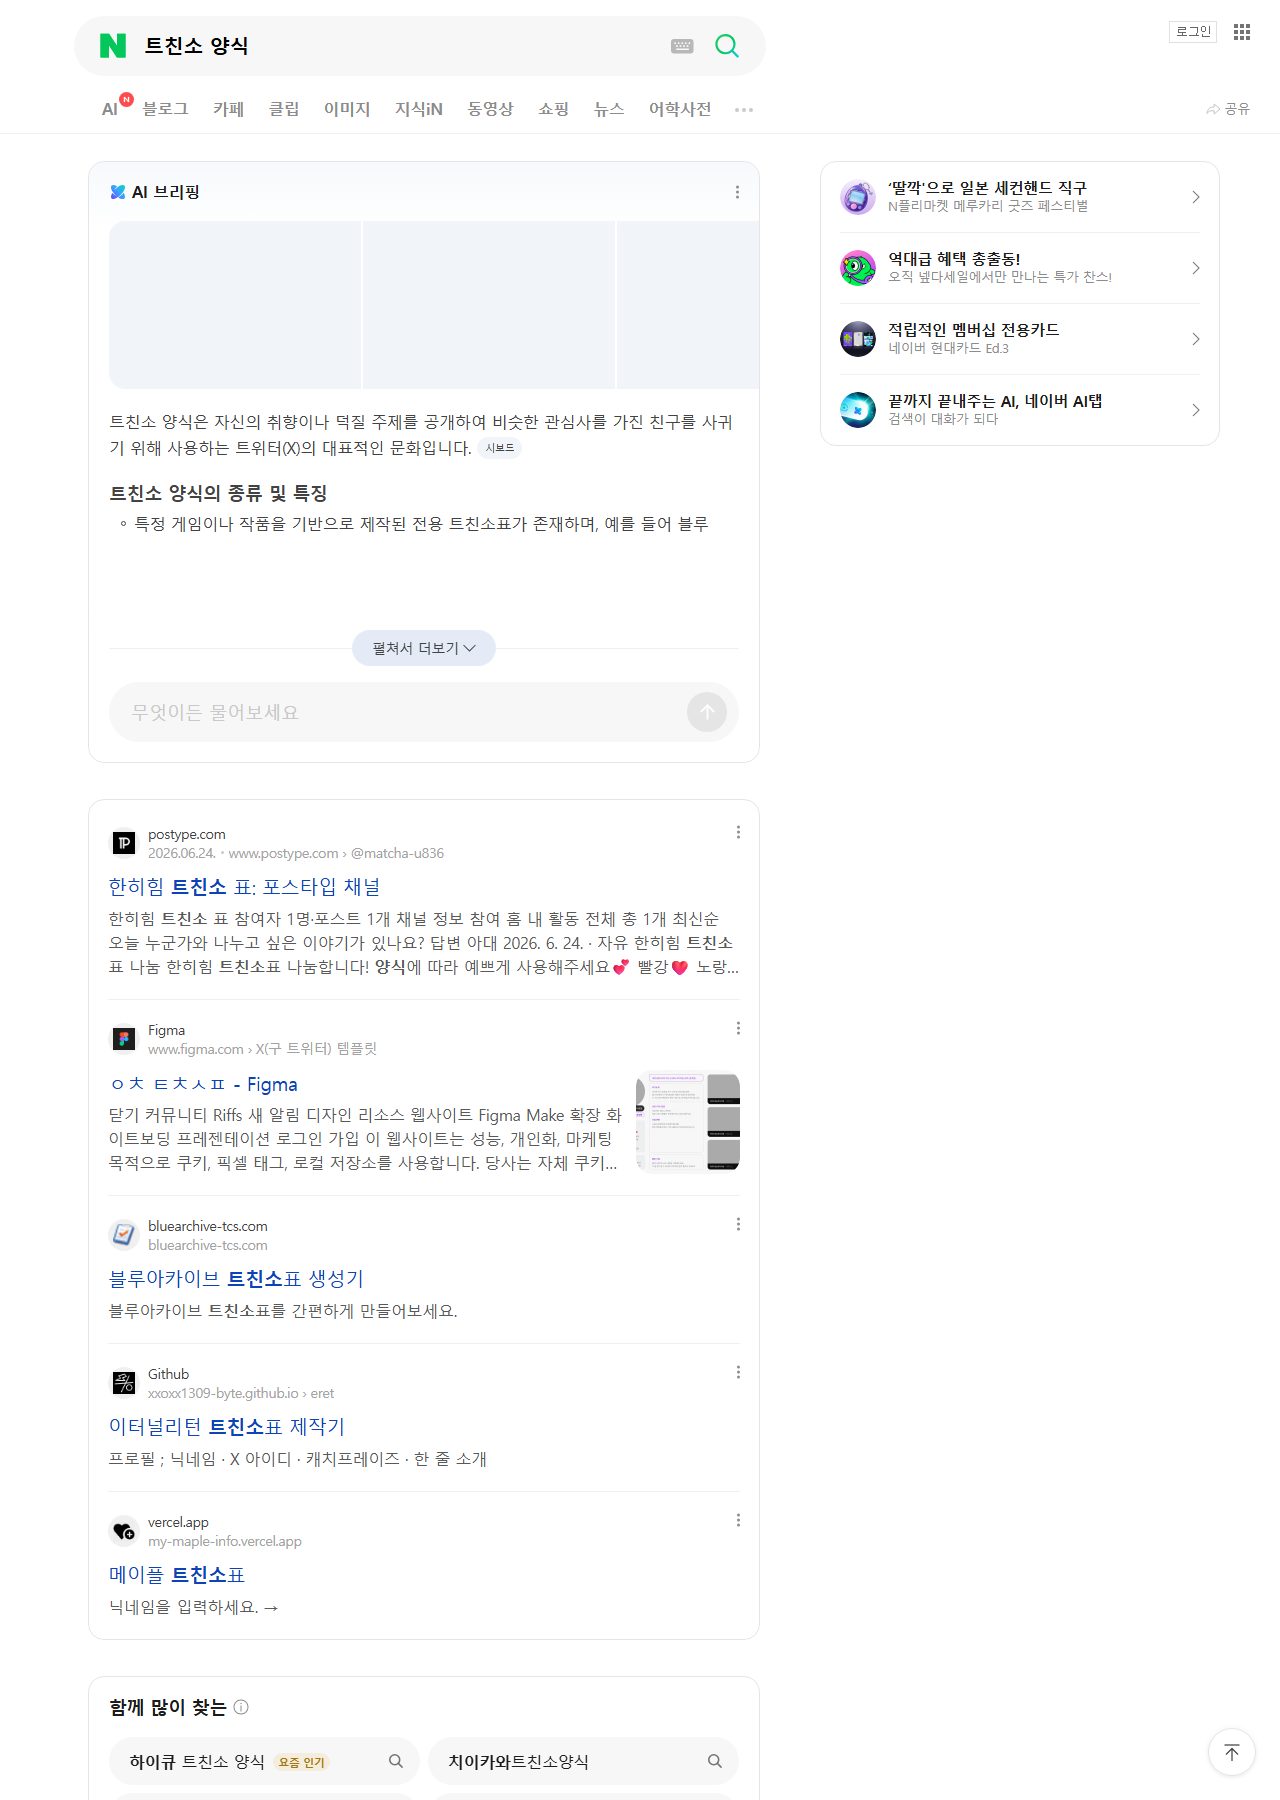 트친소 양식
로그인
AI N 블로그 카페 클립 이미지 지식iN 동영상 쇼핑 뉴스 어학사전
공유
AI 브리핑
트친소 양식은 자신의 취향이나 덕질 주제를 공개하여 비슷한 관심사를 가진 친구를 사귀
기 위해 사용하는 트위터(X)의 대표적인 문화입니다. 시보드
트친소 양식의 종류 및 특징
특정 게임이나 작품을 기반으로 제작된 전용 트친소표가 존재하며, 예를 들어 블루
펼쳐서 더보기
무엇이든 물어보세요
‘딸깍'으로 일본 세컨핸드 직구
N플리마켓 메루카리 굿즈 페스티벌
역대급 혜택 총출동!
오직 넾다세일에서만 만나는 특가 찬스!
적립적인 멤버십 전용카드
네이버 현대카드 Ed.3
끝까지 끝내주는 AI, 네이버 AI탭
검색이 대화가 되다
postype.com
2026.06.24. · www.postype.com › @matcha-u836
한히힘 트친소 표: 포스타입 채널
한히힘 트친소 표 참여자 1명·포스트 1개 채널 정보 참여 홈 내 활동 전체 총 1개 최신순
오늘 누군가와 나누고 싶은 이야기가 있나요? 답변 아대 2026. 6. 24. · 자유 한히힘 트친소
표 나눔 한히힘 트친소표 나눔합니다! 양식에 따라 예쁘게 사용해주세요💕 빨강❤️ 노랑...
Figma
www.figma.com › X(구 트위터) 템플릿
ㅇㅊ ㅌㅊㅅㅍ - Figma
닫기 커뮤니티 Riffs 새 알림 디자인 리소스 웹사이트 Figma Make 확장 화
이트보딩 프레젠테이션 로그인 가입 이 웹사이트는 성능, 개인화, 마케팅
목적으로 쿠키, 픽셀 태그, 로컬 저장소를 사용합니다. 당사는 자체 쿠키...
bluearchive-tcs.com
bluearchive-tcs.com
블루아카이브 트친소표 생성기
블루아카이브 트친소표를 간편하게 만들어보세요.
Github
xxoxx1309-byte.github.io › eret
이터널리턴 트친소표 제작기
프로필 ; 닉네임 · X 아이디 · 캐치프레이즈 · 한 줄 소개
vercel.app
my-maple-info.vercel.app
메이플 트친소표
닉네임을 입력하세요. →
함께 많이 찾는
하이큐 트친소 양식 요즘 인기
치이카와트친소양식